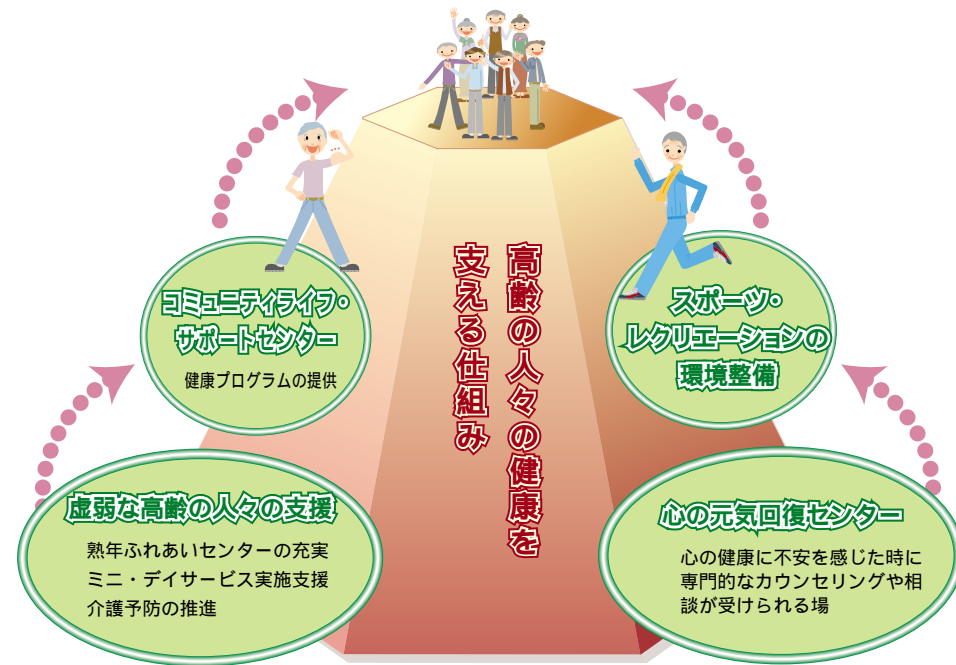 高齢の人々の健康を
支える仕組み
コミュニティライフ・
サポートセンター
健康プログラムの提供
スポーツ・
レクリエーションの
環境整備
虚弱な高齢の人々の支援
熟年ふれあいセンターの充実
ミニ・デイサービス実施支援
介護予防の推進
心の元気回復センター
心の健康に不安を感じた時に
専門的なカウンセリングや相
談が受けられる場